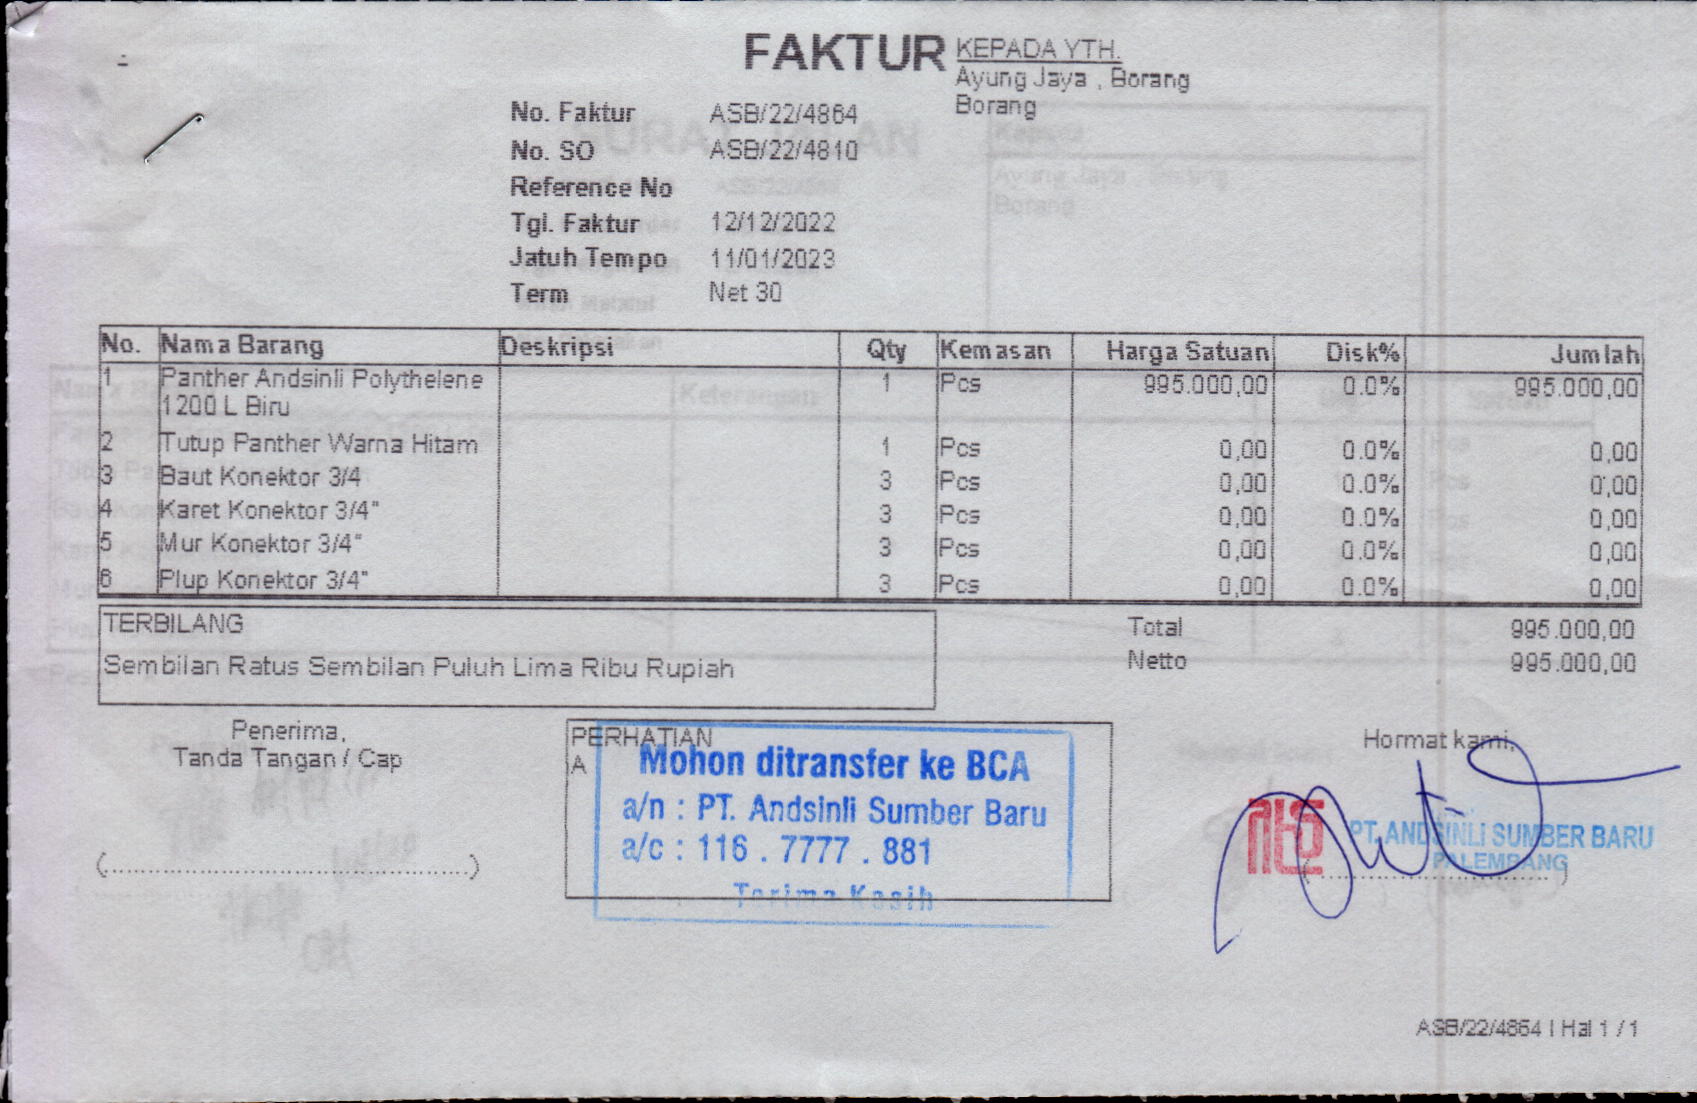 FAKTUR
KEPADA YTH.
Ayung Jaya , Borang
Borang
No. Faktur ASB/22/4864
No. SO ASB/22/4810
Reference No
Tgl. Faktur 12/12/2022
Jatuh Tempo 11/01/2023
Term Net 30
No. Nama Barang Deskripsi Qty Kemasan Harga Satuan Disk% Jumlah
1 Panther Andsinli Polythelene 1 Pcs 995.000,00 0.0% 995.000,00
1200 L Biru
2 Tutup Panther Warna Hitam 1 Pcs 0,00 0.0% 0,00
3 Baut Konektor 3/4 3 Pcs 0,00 0.0% 0,00
4 Karet Konektor 3/4" 3 Pcs 0,00 0.0% 0,00
5 Mur Konektor 3/4" 3 Pcs 0,00 0.0% 0,00
6 Plup Konektor 3/4" 3 Pcs 0,00 0.0% 0,00
TERBILANG
Sembilan Ratus Sembilan Puluh Lima Ribu Rupiah
Total 995.000,00
Netto 995.000,00
Penerima,
Tanda Tangan / Cap
PERHATIAN
A
Mohon ditransfer ke BCA
a/n : PT. Andsinli Sumber Baru
a/c : 116 . 7777 . 881
Terima Kasih
Hormat kami,
PT. ANDSINLI SUMBER BARU
PALEMBANG
ASB/22/4864 | Hal 1 / 1